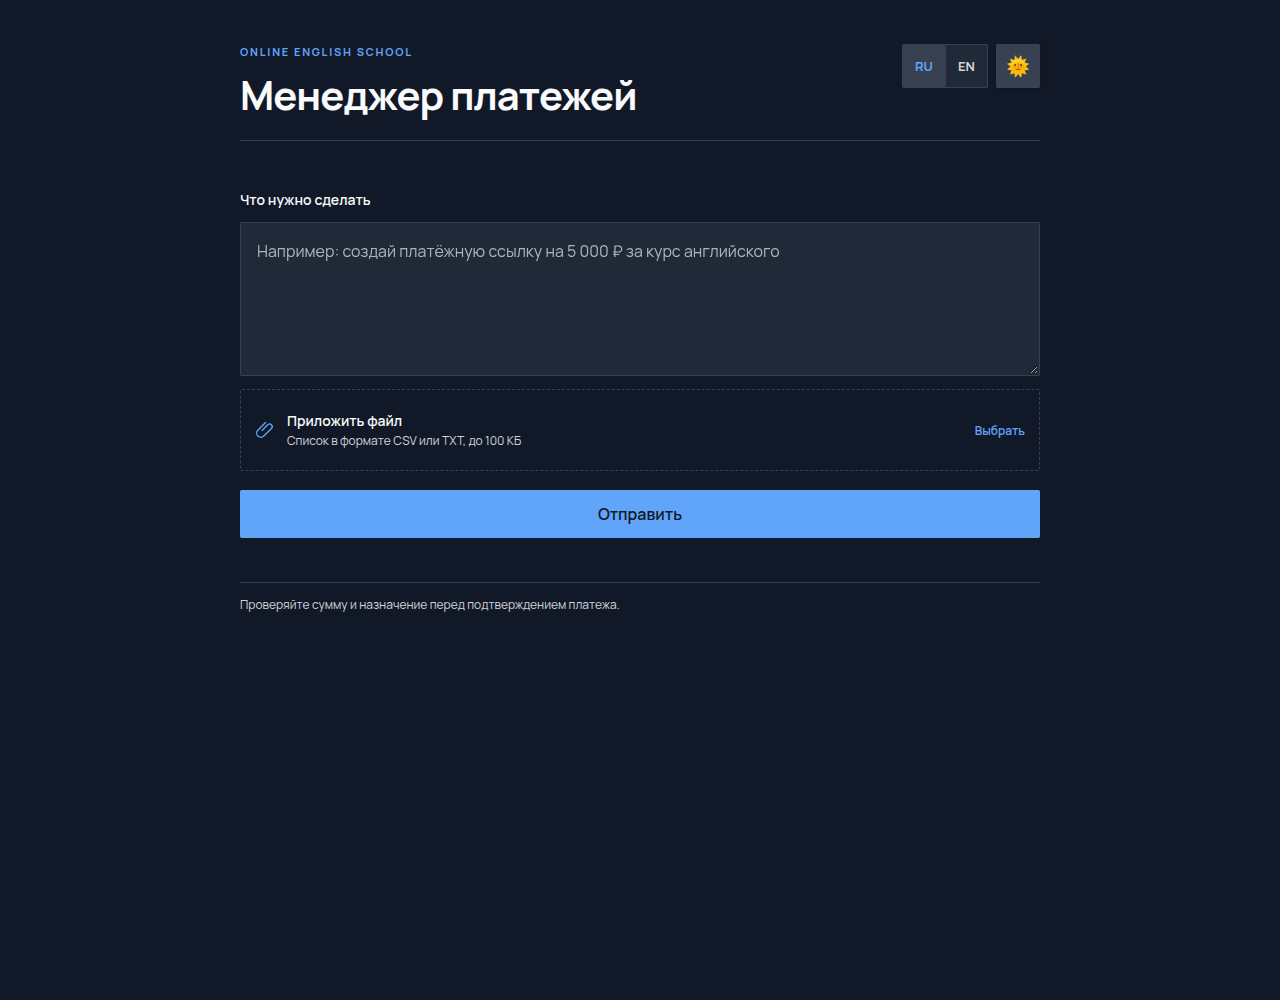 ONLINE ENGLISH SCHOOL
RU EN
Менеджер платежей
Что нужно сделать
Например: создай платёжную ссылку на 5 000 ₽ за курс английского
Приложить файл
Список в формате CSV или TXT, до 100 КБ
Выбрать
Отправить
Проверяйте сумму и назначение перед подтверждением платежа.